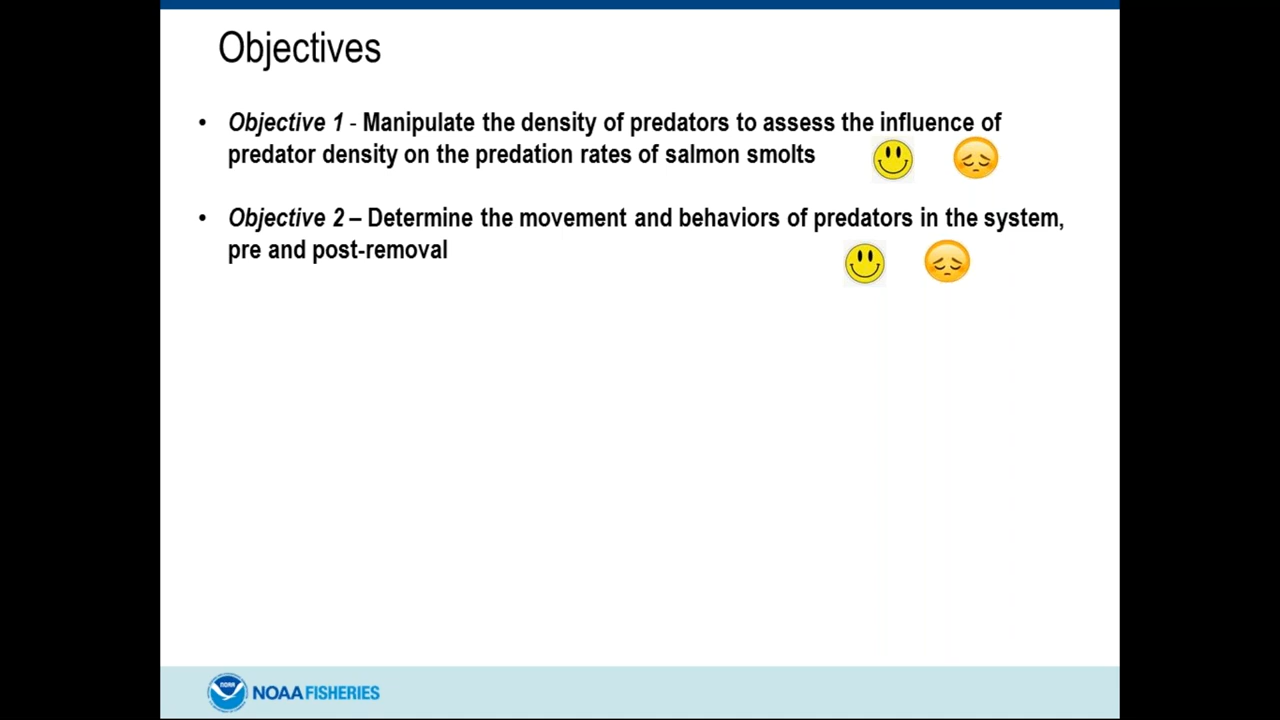 Objectives
• Objective 1 - Manipulate the density of predators to assess the influence of
predator density on the predation rates of salmon smolts
• Objective 2 – Determine the movement and behaviors of predators in the system,
pre and post-removal
NOAA
NOAA FISHERIES